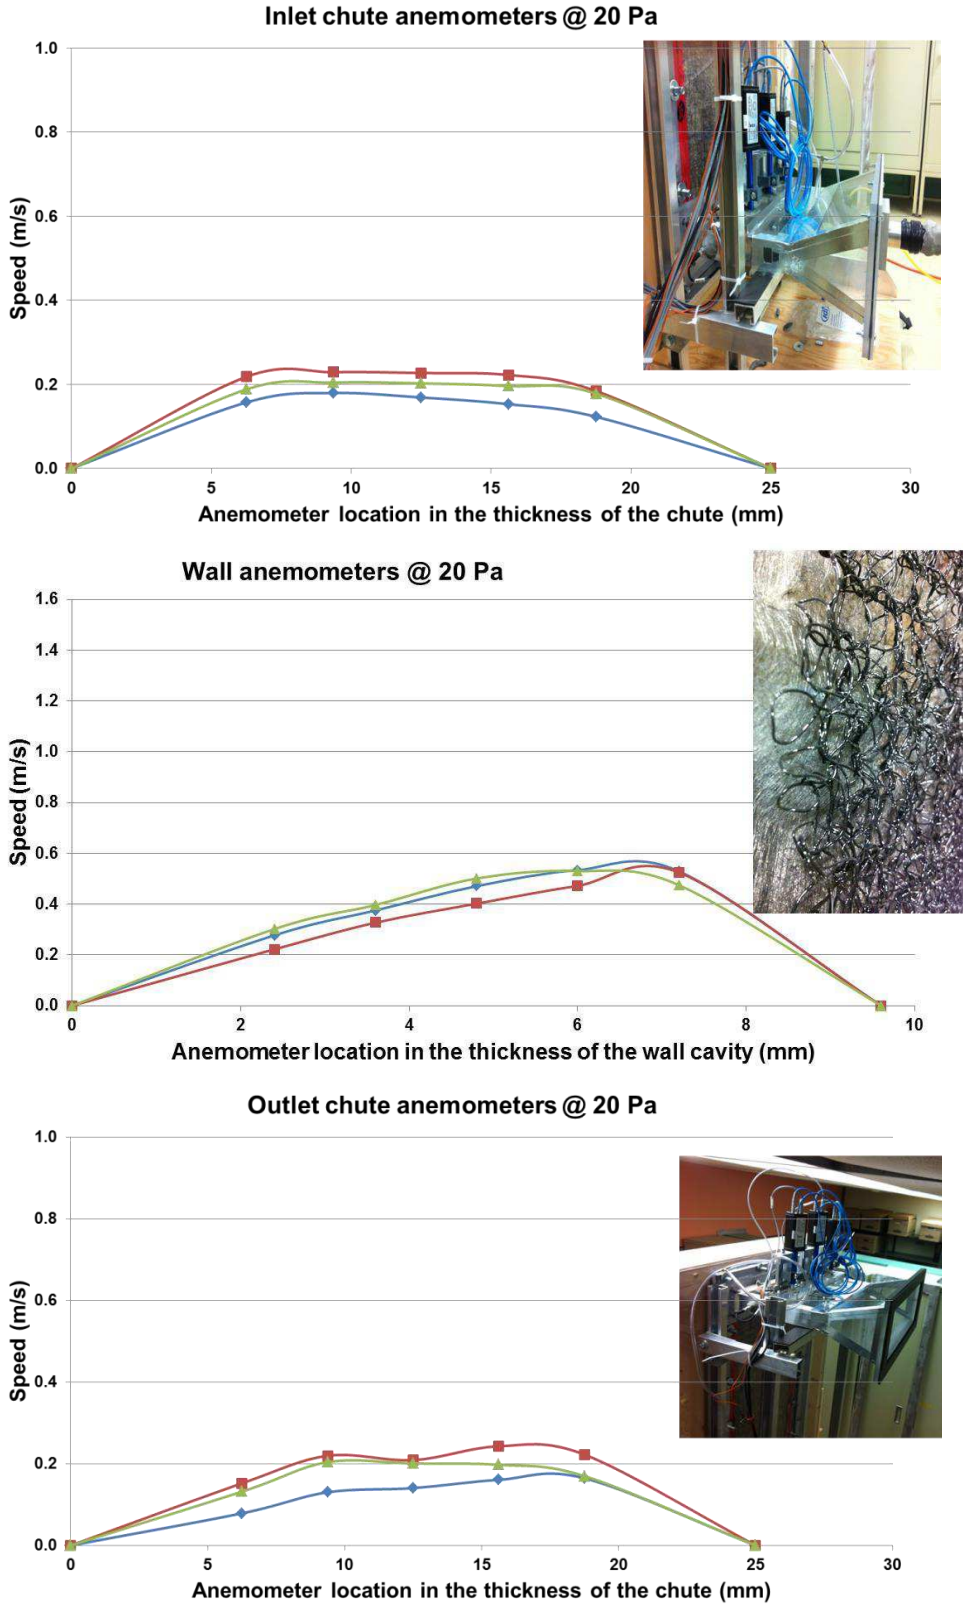 Inlet chute anemometers @ 20 Pa
1.0
0.8
0.6
0.4
0.2
0.0
Speed (m/s)
0 5 10 15 20 25 30
Anemometer location in the thickness of the chute (mm)
Wall anemometers @ 20 Pa
1.6
1.4
1.2
1.0
0.8
0.6
0.4
0.2
0.0
Speed (m/s)
0 2 4 6 8 10
Anemometer location in the thickness of the wall cavity (mm)
Outlet chute anemometers @ 20 Pa
1.0
0.8
0.6
0.4
0.2
0.0
Speed (m/s)
0 5 10 15 20 25 30
Anemometer location in the thickness of the chute (mm)